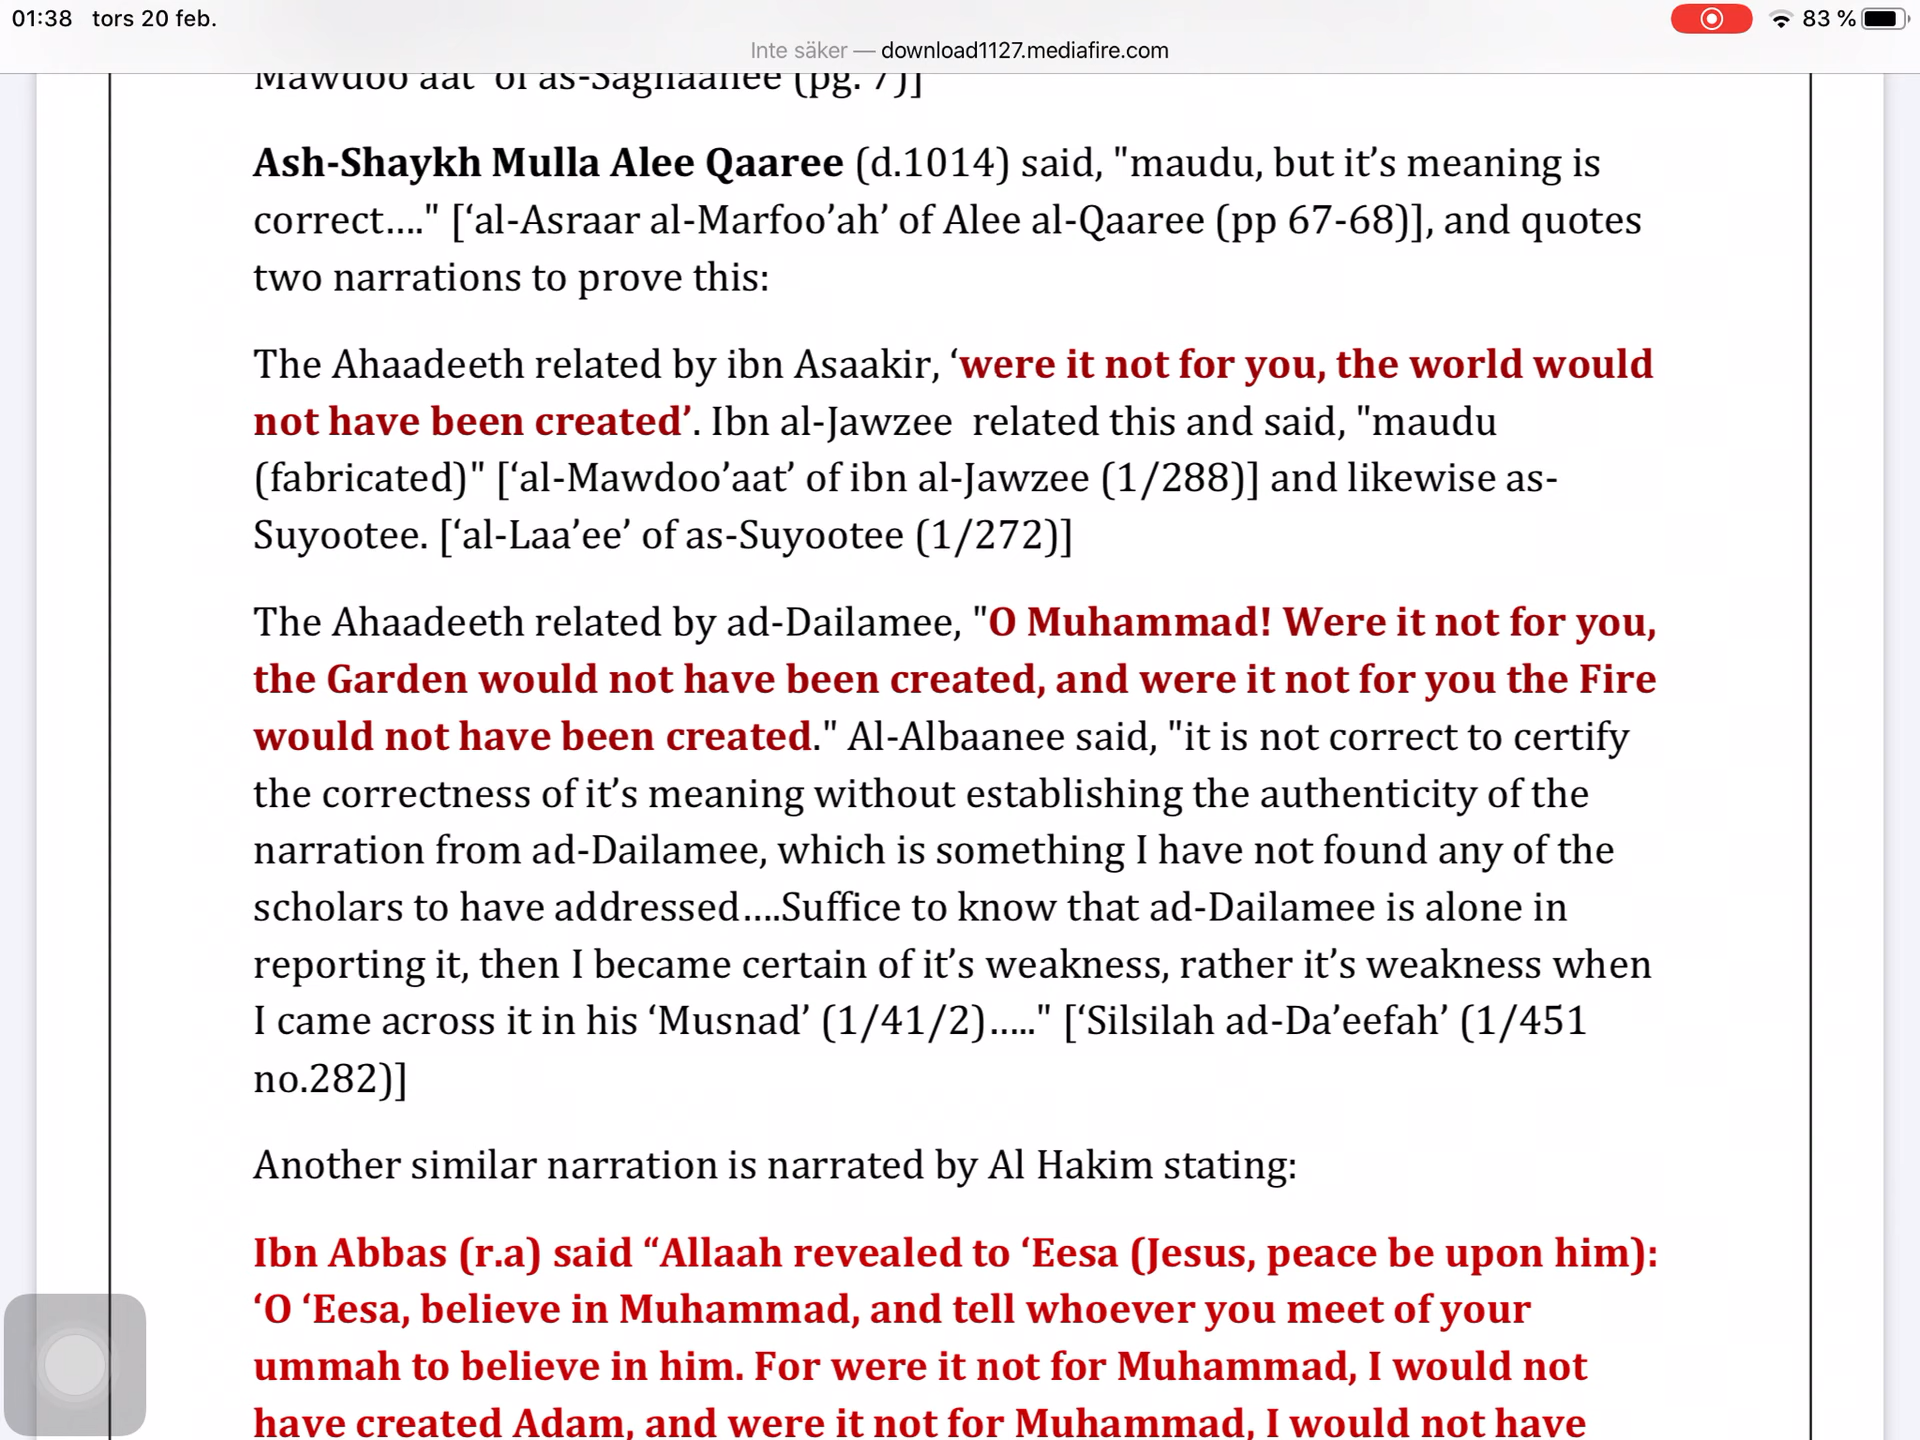 01:38 tors 20 feb.
83 %
Inte säker — download1127.mediafire.com
Mawdoo'aat' of as-Saghaanee (pg. 7)]
Ash-Shaykh Mulla Alee Qaaree (d.1014) said, "maudu, but it’s meaning is
correct…." [‘al-Asraar al-Marfoo’ah’ of Alee al-Qaaree (pp 67-68)], and quotes
two narrations to prove this:
The Ahaadeeth related by ibn Asaakir, ‘were it not for you, the world would
not have been created’. Ibn al-Jawzee  related this and said, "maudu
(fabricated)" [‘al-Mawdoo’aat’ of ibn al-Jawzee (1/288)] and likewise as-
Suyootee. [‘al-Laa’ee’ of as-Suyootee (1/272)]
The Ahaadeeth related by ad-Dailamee, "O Muhammad! Were it not for you,
the Garden would not have been created, and were it not for you the Fire
would not have been created." Al-Albaanee said, "it is not correct to certify
the correctness of it’s meaning without establishing the authenticity of the
narration from ad-Dailamee, which is something I have not found any of the
scholars to have addressed….Suffice to know that ad-Dailamee is alone in
reporting it, then I became certain of it’s weakness, rather it’s weakness when
I came across it in his ‘Musnad’ (1/41/2)….." [‘Silsilah ad-Da’eefah’ (1/451
no.282)]
Another similar narration is narrated by Al Hakim stating:
Ibn Abbas (r.a) said “Allaah revealed to ‘Eesa (Jesus, peace be upon him):
‘O ‘Eesa, believe in Muhammad, and tell whoever you meet of your
ummah to believe in him. For were it not for Muhammad, I would not
have created Adam, and were it not for Muhammad, I would not have